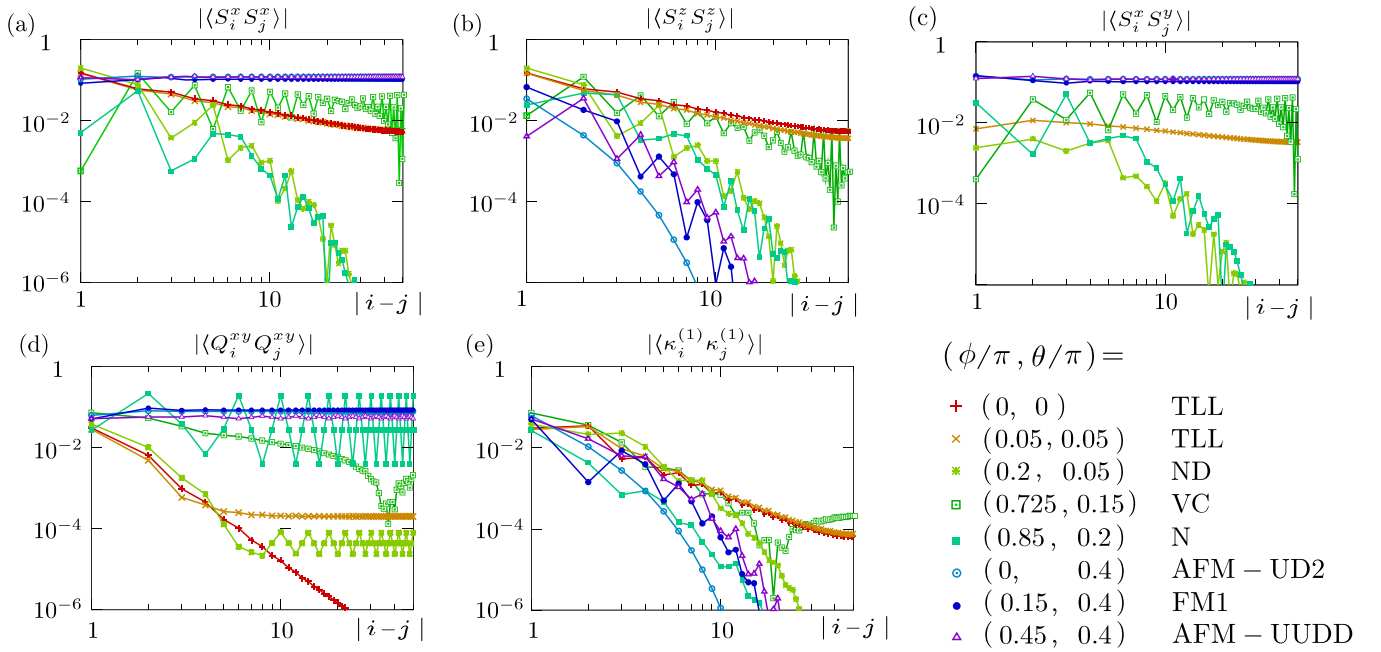 (a) |⟨S_i^x S_j^x⟩|
1
10^{-2}
10^{-4}
10^{-6}
1 10 | i − j |
(b) |⟨S_i^z S_j^z⟩|
1
10^{-2}
10^{-4}
10^{-6}
1 10 | i − j |
(c) |⟨S_i^x S_j^y⟩|
1
10^{-2}
10^{-4}
1 10 | i − j |
(d) |⟨Q_i^{xy} Q_j^{xy}⟩|
1
10^{-2}
10^{-4}
10^{-6}
1 10 | i − j |
(e) |⟨κ_i^{(1)} κ_j^{(1)}⟩|
1
10^{-2}
10^{-4}
10^{-6}
1 10 | i − j |
(ϕ/π , θ/π) =
(0, 0) TLL
(0.05, 0.05) TLL
(0.2, 0.05) ND
(0.725, 0.15) VC
(0.85, 0.2) N
(0, 0.4) AFM − UD2
(0.15, 0.4) FM1
(0.45, 0.4) AFM − UUDD